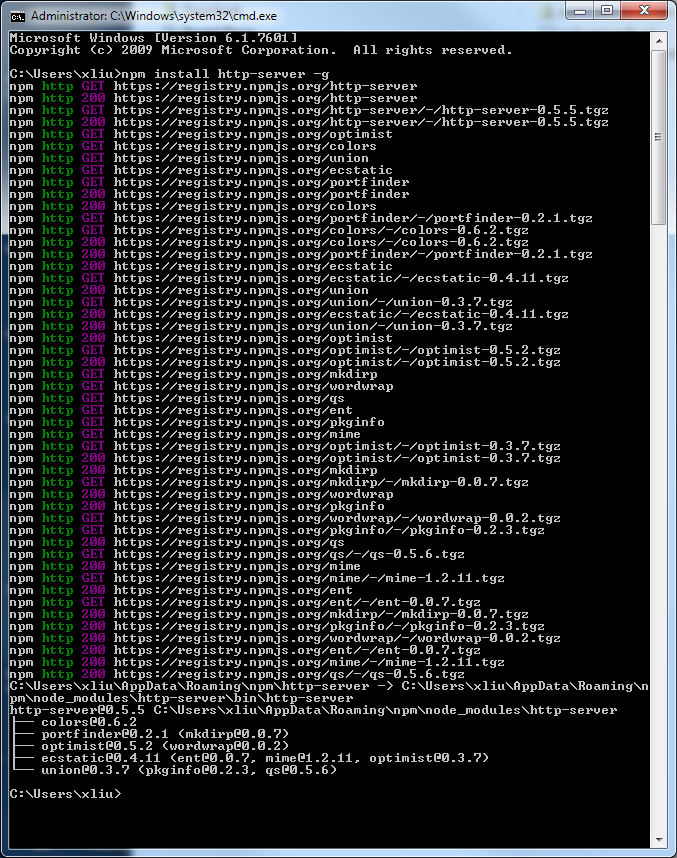 Administrator: C:\Windows\system32\cmd.exe
Microsoft Windows [Version 6.1.7601]
Copyright (c) 2009 Microsoft Corporation.  All rights reserved.
C:\Users\xliu>npm install http-server -g
npm http GET https://registry.npmjs.org/http-server
npm http 200 https://registry.npmjs.org/http-server
npm http GET https://registry.npmjs.org/http-server/-/http-server-0.5.5.tgz
npm http 200 https://registry.npmjs.org/http-server/-/http-server-0.5.5.tgz
npm http GET https://registry.npmjs.org/optimist
npm http GET https://registry.npmjs.org/colors
npm http GET https://registry.npmjs.org/union
npm http GET https://registry.npmjs.org/ecstatic
npm http GET https://registry.npmjs.org/portfinder
npm http 200 https://registry.npmjs.org/portfinder
npm http 200 https://registry.npmjs.org/colors
npm http GET https://registry.npmjs.org/portfinder/-/portfinder-0.2.1.tgz
npm http GET https://registry.npmjs.org/colors/-/colors-0.6.2.tgz
npm http 200 https://registry.npmjs.org/colors/-/colors-0.6.2.tgz
npm http 200 https://registry.npmjs.org/portfinder/-/portfinder-0.2.1.tgz
npm http 200 https://registry.npmjs.org/ecstatic
npm http GET https://registry.npmjs.org/ecstatic/-/ecstatic-0.4.11.tgz
npm http 200 https://registry.npmjs.org/union
npm http GET https://registry.npmjs.org/union/-/union-0.3.7.tgz
npm http 200 https://registry.npmjs.org/ecstatic/-/ecstatic-0.4.11.tgz
npm http 200 https://registry.npmjs.org/union/-/union-0.3.7.tgz
npm http 200 https://registry.npmjs.org/optimist
npm http GET https://registry.npmjs.org/optimist/-/optimist-0.5.2.tgz
npm http 200 https://registry.npmjs.org/optimist/-/optimist-0.5.2.tgz
npm http GET https://registry.npmjs.org/mkdirp
npm http GET https://registry.npmjs.org/wordwrap
npm http GET https://registry.npmjs.org/qs
npm http GET https://registry.npmjs.org/ent
npm http GET https://registry.npmjs.org/pkginfo
npm http GET https://registry.npmjs.org/mime
npm http GET https://registry.npmjs.org/optimist/-/optimist-0.3.7.tgz
npm http 200 https://registry.npmjs.org/optimist/-/optimist-0.3.7.tgz
npm http 200 https://registry.npmjs.org/mkdirp
npm http GET https://registry.npmjs.org/mkdirp/-/mkdirp-0.0.7.tgz
npm http 200 https://registry.npmjs.org/wordwrap
npm http 200 https://registry.npmjs.org/pkginfo
npm http GET https://registry.npmjs.org/wordwrap/-/wordwrap-0.0.2.tgz
npm http GET https://registry.npmjs.org/pkginfo/-/pkginfo-0.2.3.tgz
npm http 200 https://registry.npmjs.org/qs
npm http GET https://registry.npmjs.org/qs/-/qs-0.5.6.tgz
npm http 200 https://registry.npmjs.org/mime
npm http GET https://registry.npmjs.org/mime/-/mime-1.2.11.tgz
npm http 200 https://registry.npmjs.org/ent
npm http GET https://registry.npmjs.org/ent/-/ent-0.0.7.tgz
npm http 200 https://registry.npmjs.org/mkdirp/-/mkdirp-0.0.7.tgz
npm http 200 https://registry.npmjs.org/pkginfo/-/pkginfo-0.2.3.tgz
npm http 200 https://registry.npmjs.org/wordwrap/-/wordwrap-0.0.2.tgz
npm http 200 https://registry.npmjs.org/ent/-/ent-0.0.7.tgz
npm http 200 https://registry.npmjs.org/mime/-/mime-1.2.11.tgz
npm http 200 https://registry.npmjs.org/qs/-/qs-0.5.6.tgz
C:\Users\xliu\AppData\Roaming\npm\http-server -> C:\Users\xliu\AppData\Roaming\n
pm\node_modules\http-server\bin\http-server
http-server@0.5.5 C:\Users\xliu\AppData\Roaming\npm\node_modules\http-server
├── colors@0.6.2
├── portfinder@0.2.1 (mkdirp@0.0.7)
├── optimist@0.5.2 (wordwrap@0.0.2)
├── ecstatic@0.4.11 (ent@0.0.7, mime@1.2.11, optimist@0.3.7)
└── union@0.3.7 (pkginfo@0.2.3, qs@0.5.6)
C:\Users\xliu>